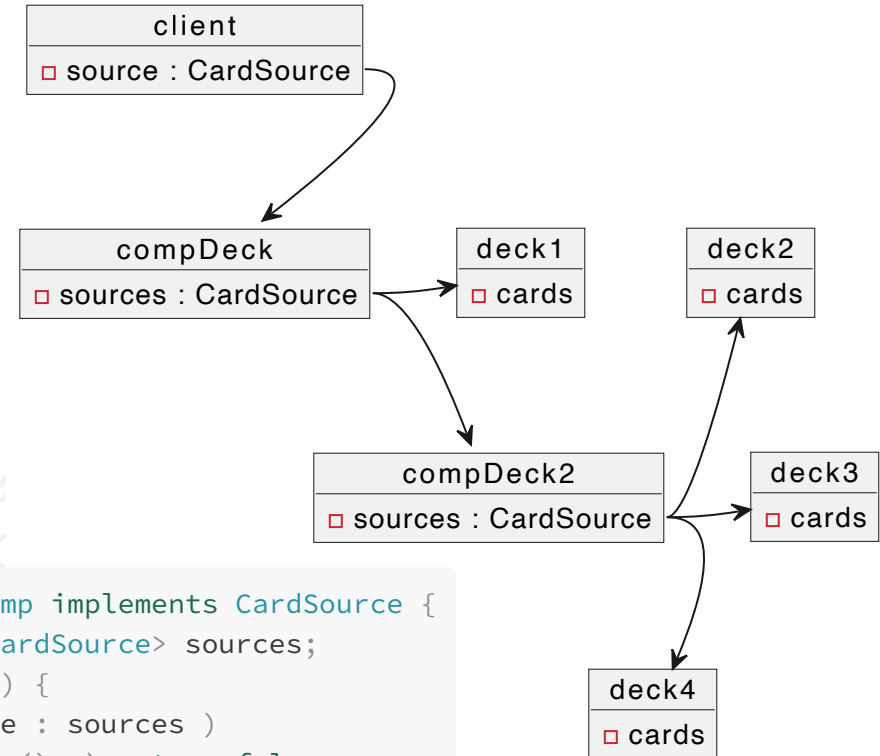 client
source : CardSource
compDeck
sources : CardSource
deck1
cards
deck2
cards
compDeck2
sources : CardSource
deck3
cards
deck4
cards
mp implements CardSource {
ardSource> sources;
) {
e : sources )